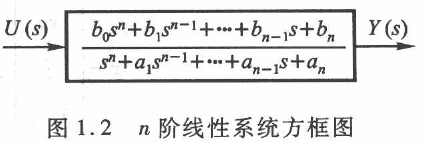 U(s)
b₀sⁿ+b₁sⁿ⁻¹+···+bₙ₋₁s+bₙ
Y(s)
sⁿ+a₁sⁿ⁻¹+···+aₙ₋₁s+aₙ
图 1.2 n 阶线性系统方框图